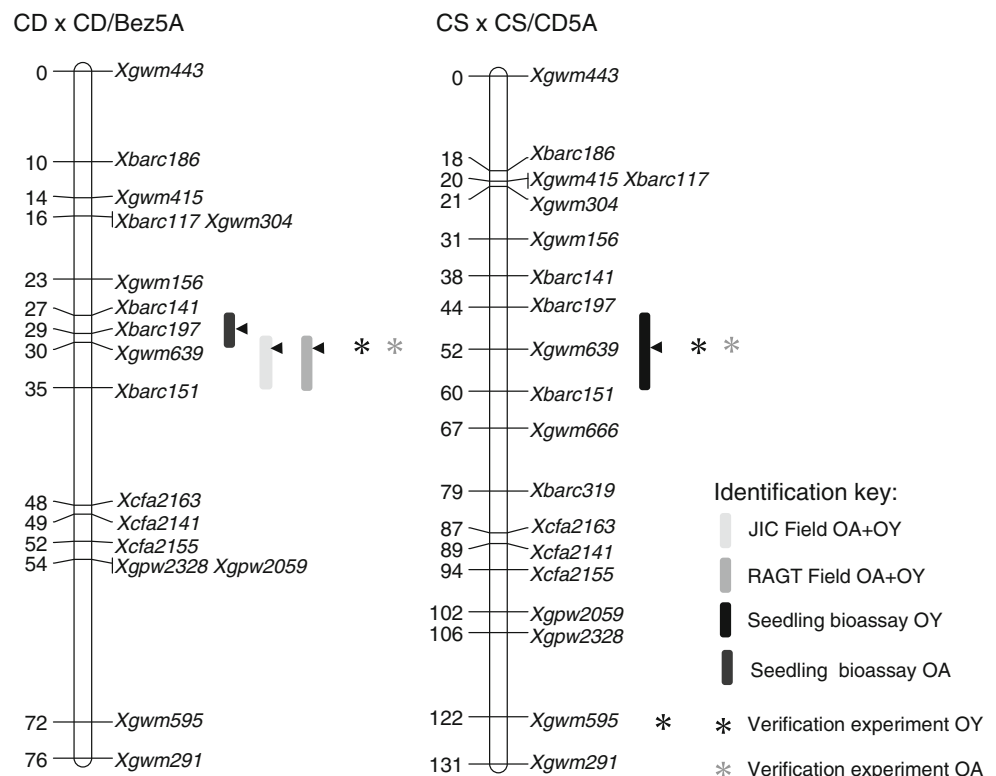 CD x CD/Bez5A
0 Xgwm443
10 Xbarc186
14 Xgwm415
16 Xbarc117 Xgwm304
23 Xgwm156
27 Xbarc141
29 Xbarc197
30 Xgwm639
35 Xbarc151
48 Xcfa2163
49 Xcfa2141
52 Xcfa2155
54 Xgpw2328 Xgpw2059
72 Xgwm595
76 Xgwm291
* *
CS x CS/CD5A
0 Xgwm443
18 Xbarc186
20 Xgwm415 Xbarc117
21 Xgwm304
31 Xgwm156
38 Xbarc141
44 Xbarc197
52 Xgwm639
60 Xbarc151
67 Xgwm666
79 Xbarc319
87 Xcfa2163
89 Xcfa2141
94 Xcfa2155
102 Xgpw2059
106 Xgpw2328
122 Xgwm595 *
131 Xgwm291
* *
Identification key:
JIC Field OA+OY
RAGT Field OA+OY
Seedling bioassay OY
Seedling bioassay OA
* Verification experiment OY
* Verification experiment OA